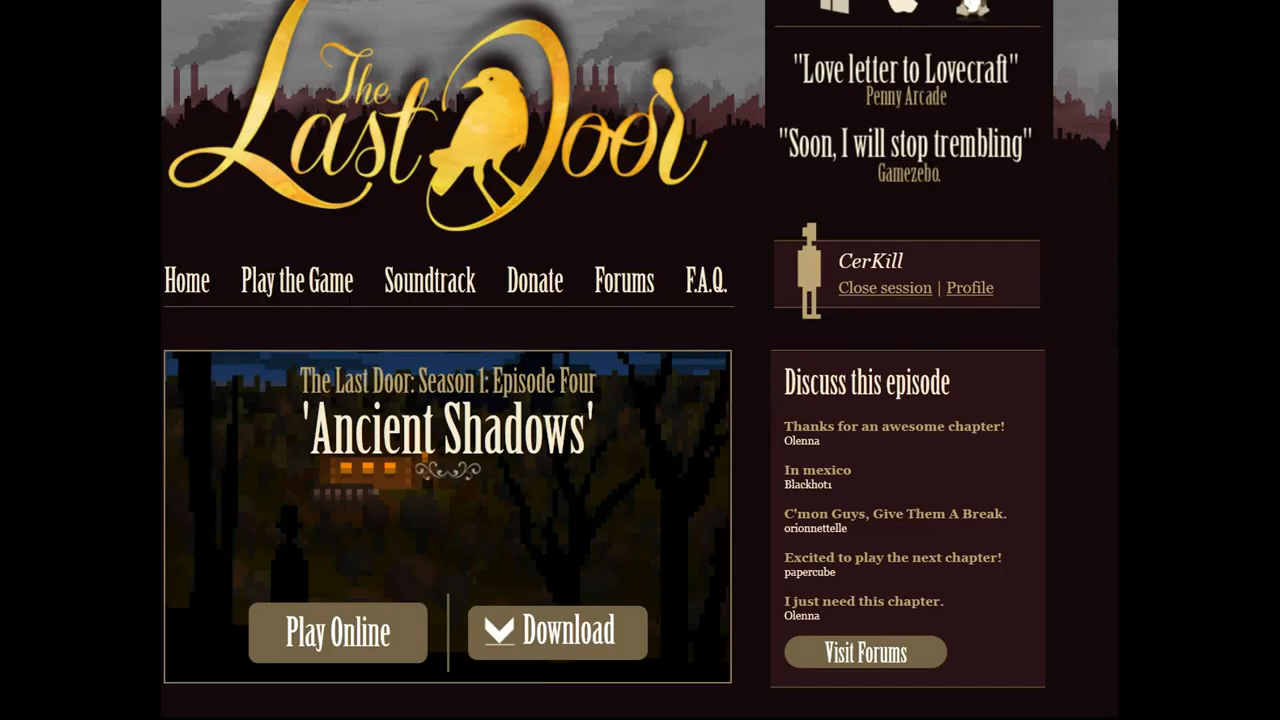 The Last Door
"Love letter to Lovecraft"
Penny Arcade
"Soon, I will stop trembling"
Gamezebo.
Home Play the Game Soundtrack Donate Forums F.A.Q.
CerKill
Close session | Profile
The Last Door: Season 1: Episode Four
'Ancient Shadows'
Play Online
Download
Discuss this episode
Thanks for an awesome chapter!
Olenna
In mexico
Blackhot1
C'mon Guys, Give Them A Break.
orionnettelle
Excited to play the next chapter!
papercube
I just need this chapter.
Olenna
Visit Forums